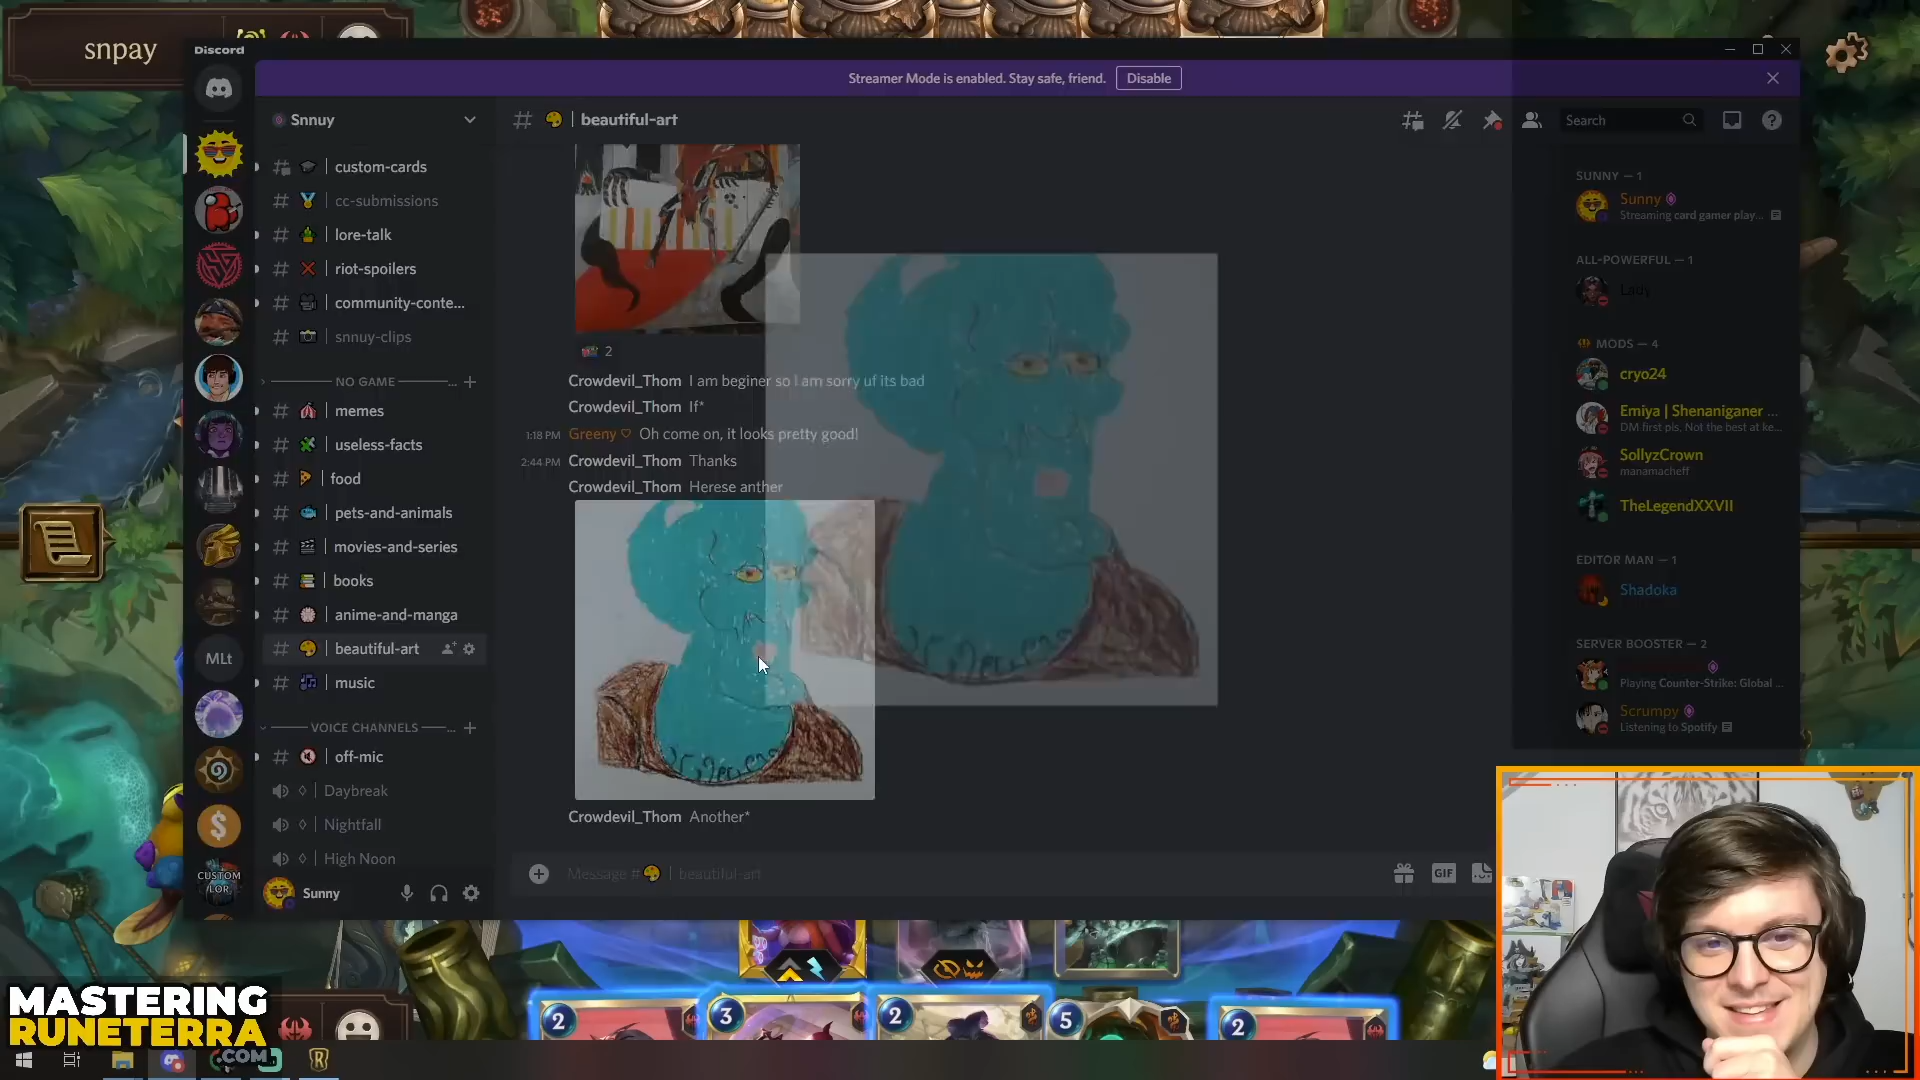 snpay
Discord
Streamer Mode is enabled. Stay safe, friend.
Disable
Snnuy
beautiful-art
Search
custom-cards
cc-submissions
lore-talk
riot-spoilers
community-conte...
snnuy-clips
NO GAME
...
memes
useless-facts
food
pets-and-animals
movies-and-series
books
anime-and-manga
beautiful-art
music
VOICE CHANNELS
...
off-mic
Daybreak
Nightfall
High Noon
Sunny
MLt
CUSTOM
LOR
2
Crowdevil_Thom I am beginer so I am sorry uf its bad
Crowdevil_Thom If*
1:18 PM Greeny ♡ Oh come on, it looks pretty good!
2:44 PM Crowdevil_Thom Thanks
Crowdevil_Thom Herese anther
Crowdevil_Thom Another*
Message # | beautiful-art
GIF
SUNNY — 1
Sunny
Streaming card gamer play...
ALL-POWERFUL — 1
Lady
MODS — 4
cryo24
Emiya | Shenaniganer ...
DM first pls, Not the best at ke...
SollyzCrown
manamacheff
TheLegendXXVII
EDITOR MAN — 1
Shadoka
SERVER BOOSTER — 2
Playing Counter-Strike: Global ...
Scrumpy
Listening to Spotify
2
3
2
5
2
MASTERING
RUNETERRA
.COM